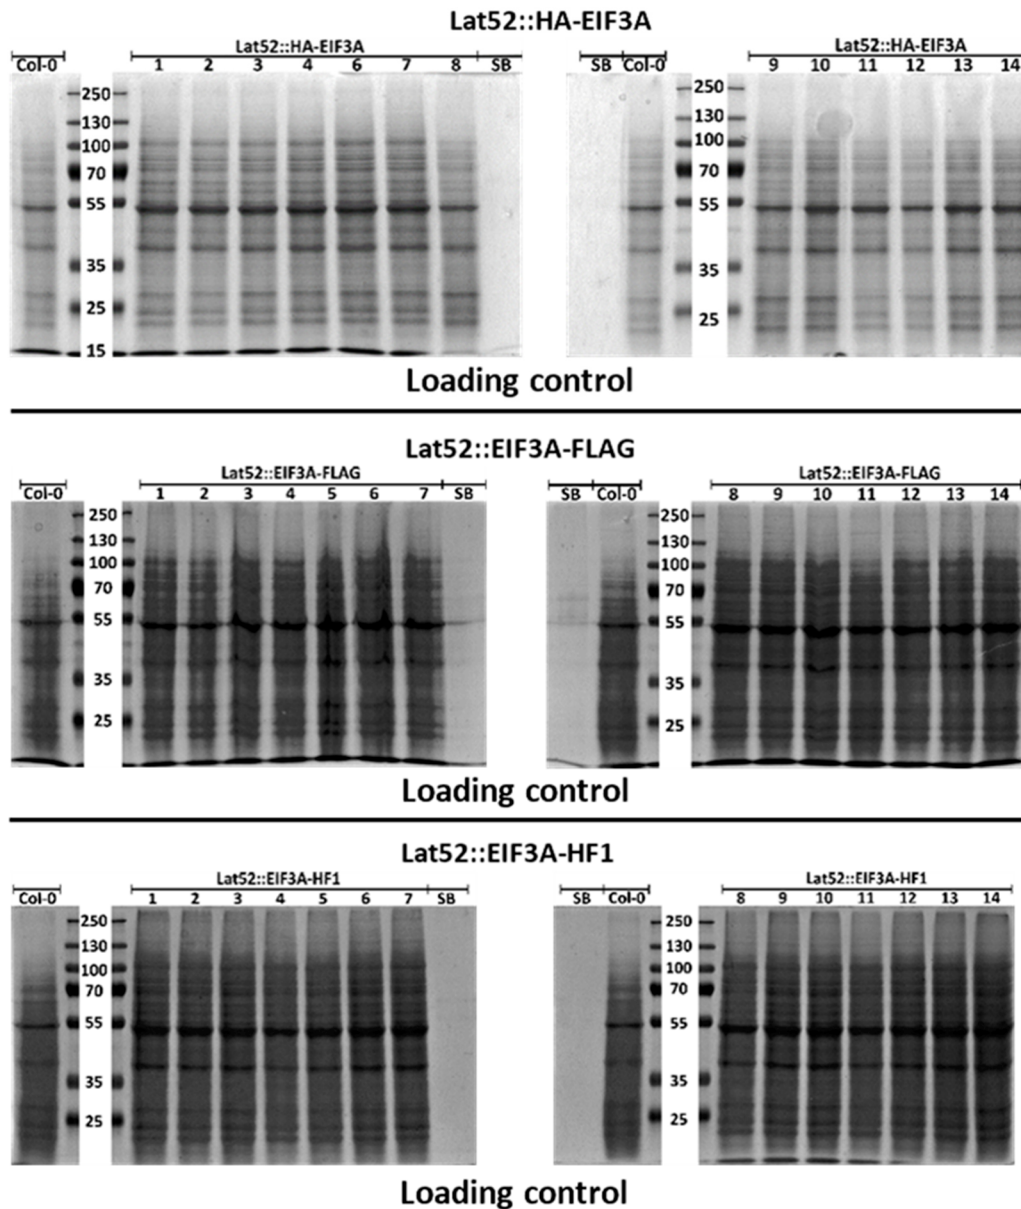 Lat52::HA-EIF3A
Lat52::HA-EIF3A Lat52::HA-EIF3A
Col-0 1 2 3 4 6 7 8 SB SB Col-0 9 10 11 12 13 14
250 250
130 130
100 100
70 70
55 55
35 35
25 25
15
Loading control
Lat52::EIF3A-FLAG
Lat52::EIF3A-FLAG Lat52::EIF3A-FLAG
Col-0 1 2 3 4 5 6 7 SB SB Col-0 8 9 10 11 12 13 14
250 250
130 130
100 100
70 70
55 55
35 35
25 25
Loading control
Lat52::EIF3A-HF1
Lat52::EIF3A-HF1 Lat52::EIF3A-HF1
Col-0 1 2 3 4 5 6 7 SB SB Col-0 8 9 10 11 12 13 14
250 250
130 130
100 100
70 70
55 55
35 35
25 25
Loading control